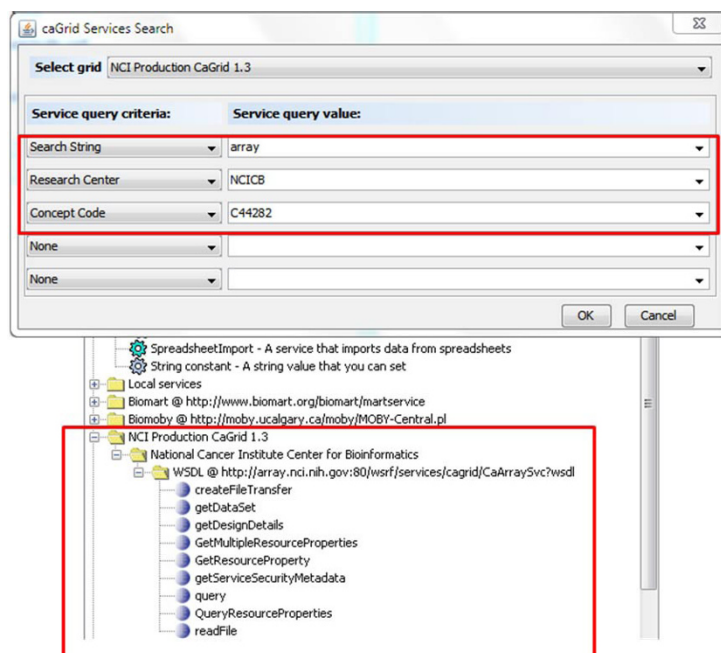 caGrid Services Search
Select grid NCI Production CaGrid 1.3
Service query criteria: Service query value:
Search String array
Research Center NCICB
Concept Code C44282
None
None
OK Cancel
SpreadsheetImport - A service that imports data from spreadsheets
String constant - A string value that you can set
Local services
Biomart @ http://www.biomart.org/biomart/martservice
Biomoby @ http://moby.ucalgary.ca/moby/MOBY-Central.pl
NCI Production CaGrid 1.3
National Cancer Institute Center for Bioinformatics
WSDL @ http://array.nci.nih.gov:80/wsrf/services/cagrid/CaArraySvc?wsdl
createFileTransfer
getDataSet
getDesignDetails
GetMultipleResourceProperties
GetResourceProperty
getServiceSecurityMetadata
query
QueryResourceProperties
readFile